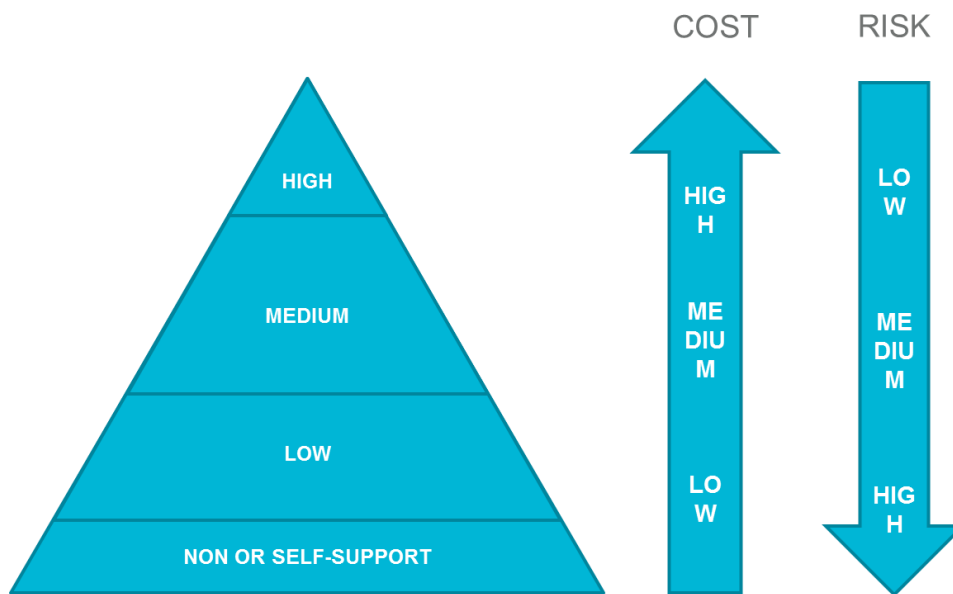 COST
RISK
HIGH
MEDIUM
LOW
NON OR SELF-SUPPORT
HIG
H
ME
DIU
M
LO
W
LO
W
ME
DIU
M
HIG
H